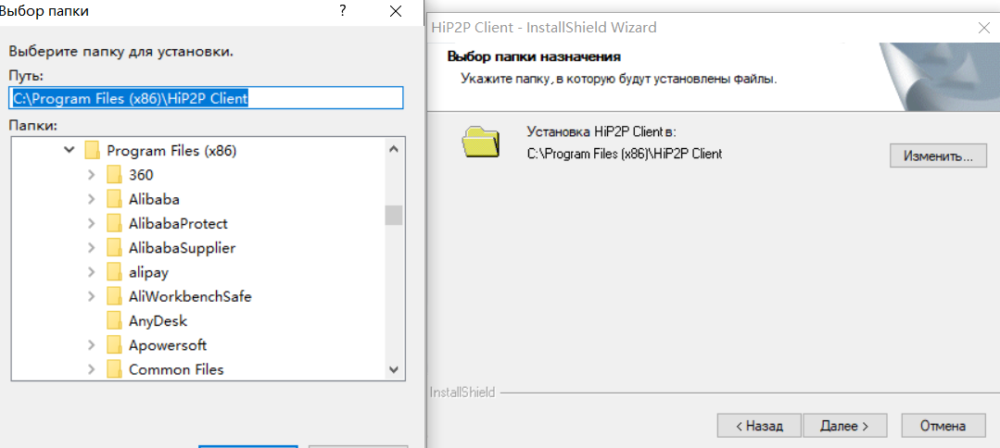 Выбор папки
?
Выберите папку для установки.
Путь:
C:\Program Files (x86)\HiP2P Client
Папки:
Program Files (x86)
360
Alibaba
AlibabaProtect
AlibabaSupplier
alipay
AliWorkbenchSafe
AnyDesk
Apowersoft
Common Files
HiP2P Client - InstallShield Wizard
Выбор папки назначения
Укажите папку, в которую будут установлены файлы.
Установка HiP2P Client в:
C:\Program Files (x86)\HiP2P Client
Изменить...
InstallShield
< Назад
Далее >
Отмена